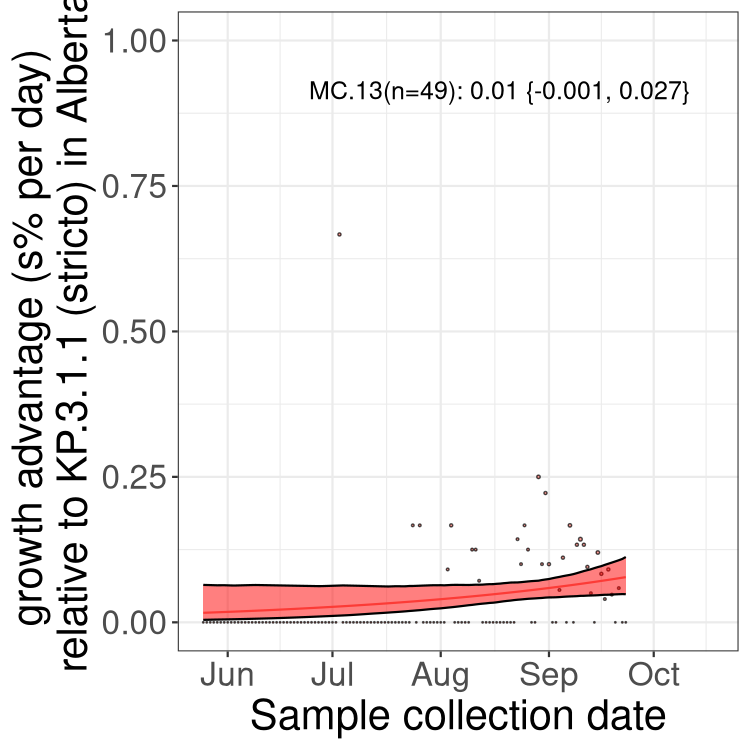 growth advantage (s% per day)
relative to KP.3.1.1 (stricto) in Alberta
1.00
0.75
0.50
0.25
0.00
MC.13(n=49): 0.01 {-0.001, 0.027}
Jun Jul Aug Sep Oct
Sample collection date